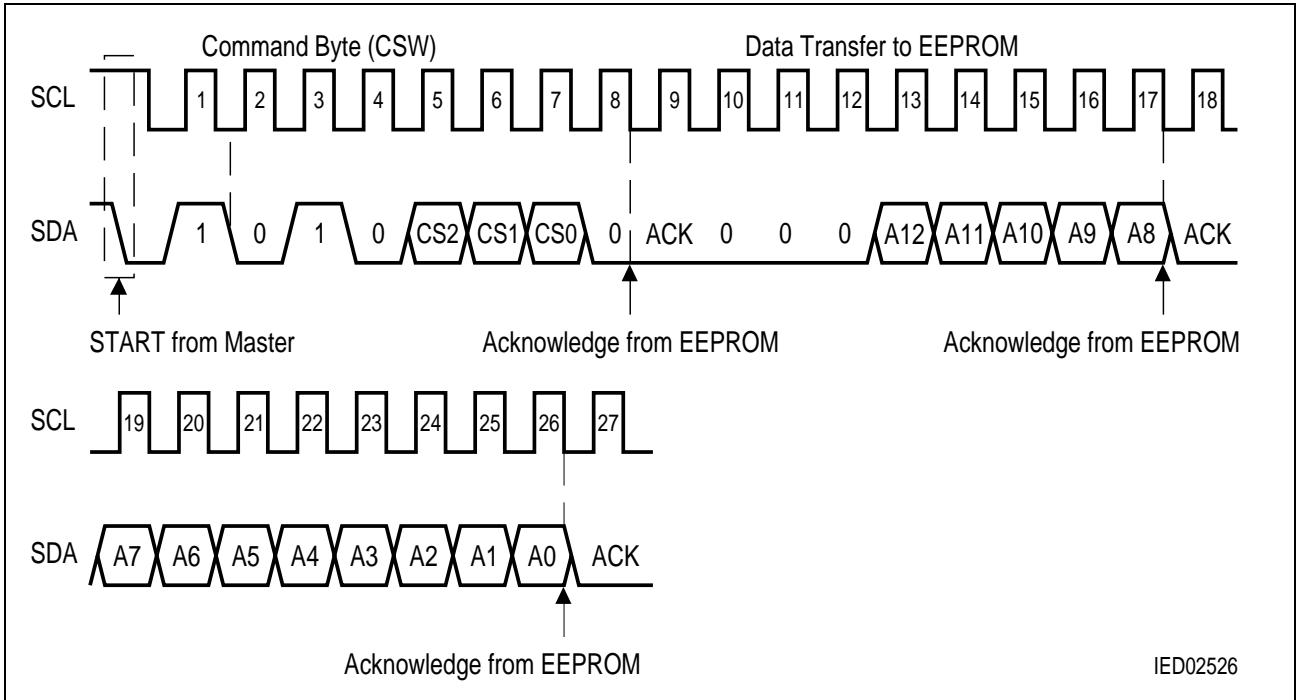 Command Byte (CSW) Data Transfer to EEPROM
SCL 1 2 3 4 5 6 7 8 9 10 11 12 13 14 15 16 17 18
SDA 1 0 1 0 CS2 CS1 CS0 0 ACK 0 0 0 A12 A11 A10 A9 A8 ACK
START from Master Acknowledge from EEPROM Acknowledge from EEPROM
SCL 19 20 21 22 23 24 25 26 27
SDA A7 A6 A5 A4 A3 A2 A1 A0 ACK
Acknowledge from EEPROM IED02526